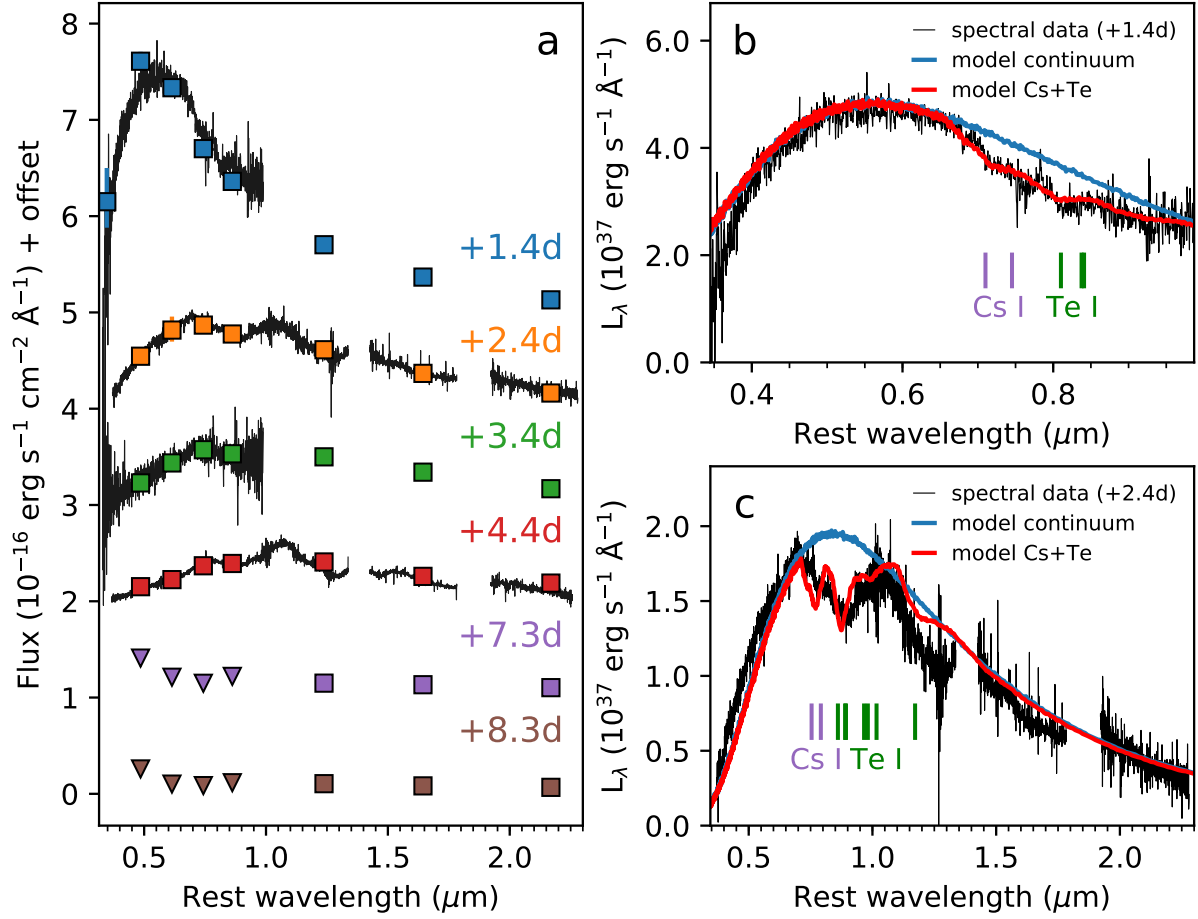 a
8
7
6
5
4
3
2
1
0
Flux (10⁻¹⁶ erg s⁻¹ cm⁻² Å⁻¹) + offset
+1.4d
+2.4d
+3.4d
+4.4d
+7.3d
+8.3d
0.5 1.0 1.5 2.0
Rest wavelength (μm)
b
spectral data (+1.4d)
model continuum
model Cs+Te
6.0
4.0
2.0
0.0
L_λ (10³⁷ erg s⁻¹ Å⁻¹)
Cs I Te I
0.4 0.6 0.8
Rest wavelength (μm)
c
spectral data (+2.4d)
model continuum
model Cs+Te
2.0
1.5
1.0
0.5
0.0
L_λ (10³⁷ erg s⁻¹ Å⁻¹)
Cs I Te I
0.5 1.0 1.5 2.0
Rest wavelength (μm)